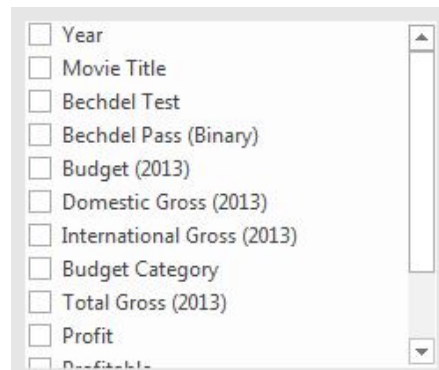 Year
Movie Title
Bechdel Test
Bechdel Pass (Binary)
Budget (2013)
Domestic Gross (2013)
International Gross (2013)
Budget Category
Total Gross (2013)
Profit
Profitable